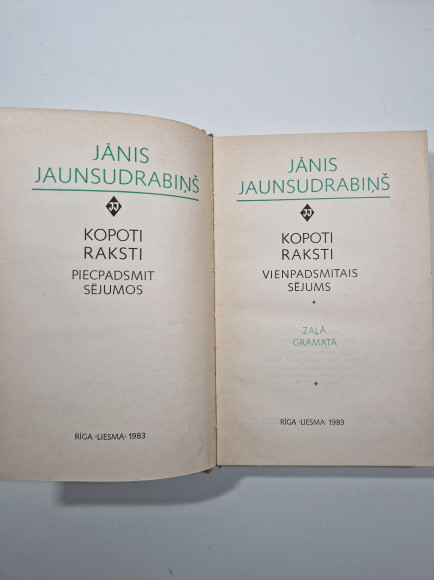 JĀNIS
JAUNSUDRABIŅŠ
KOPOTI
RAKSTI
PIECPADSMIT
SĒJUMOS
RĪGA ·LIESMA· 1983
JĀNIS
JAUNSUDRABIŅŠ
KOPOTI
RAKSTI
VIENPADSMITAIS
SĒJUMS
ZAĻĀ
GRĀMATA
RĪGA ·LIESMA· 1983